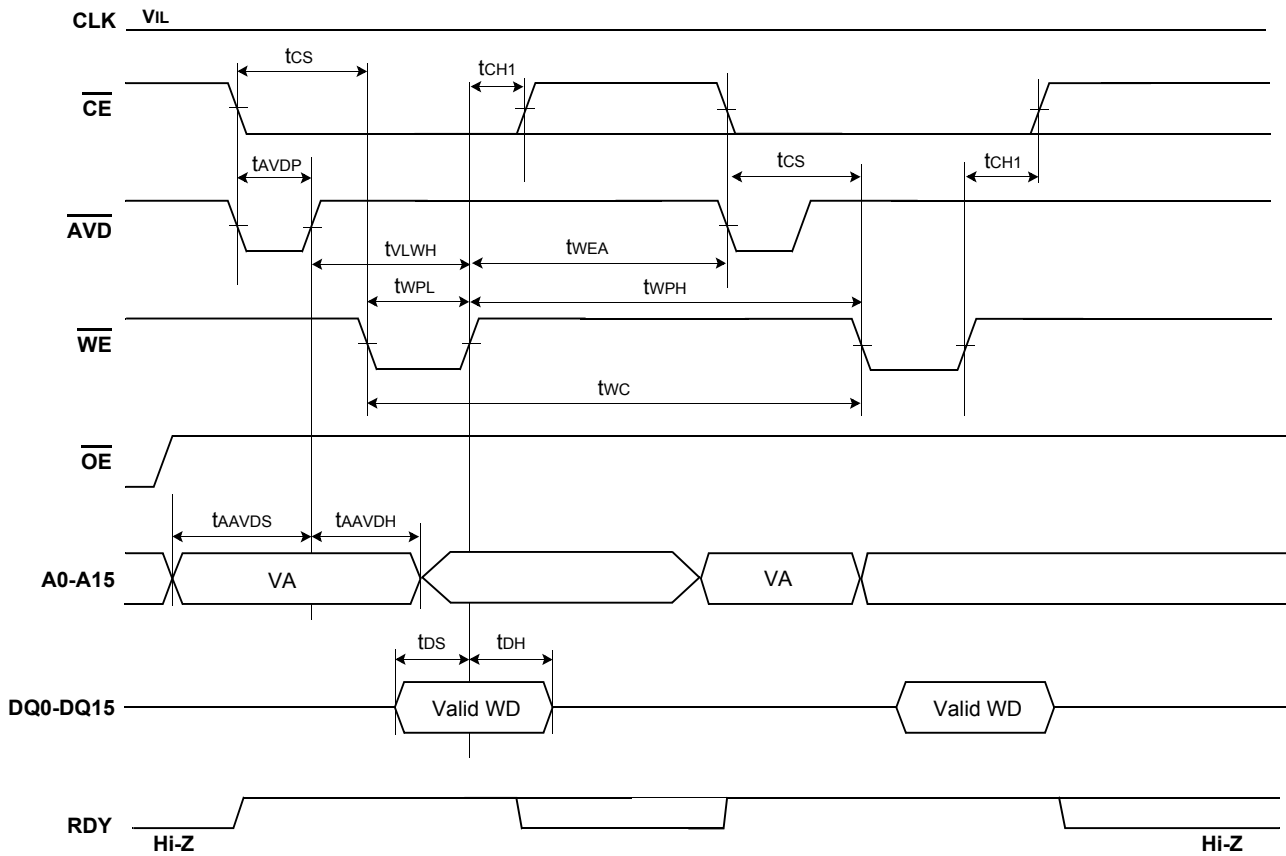 CLK VIL
tCS tCH1
CE
tAVDP tCS tCH1
AVD
tVLWH tWEA
tWPL tWPH
WE
tWC
OE
tAAVDS tAAVDH
A0-A15 VA VA
tDS tDH
DQ0-DQ15 Valid WD Valid WD
RDY
Hi-Z Hi-Z